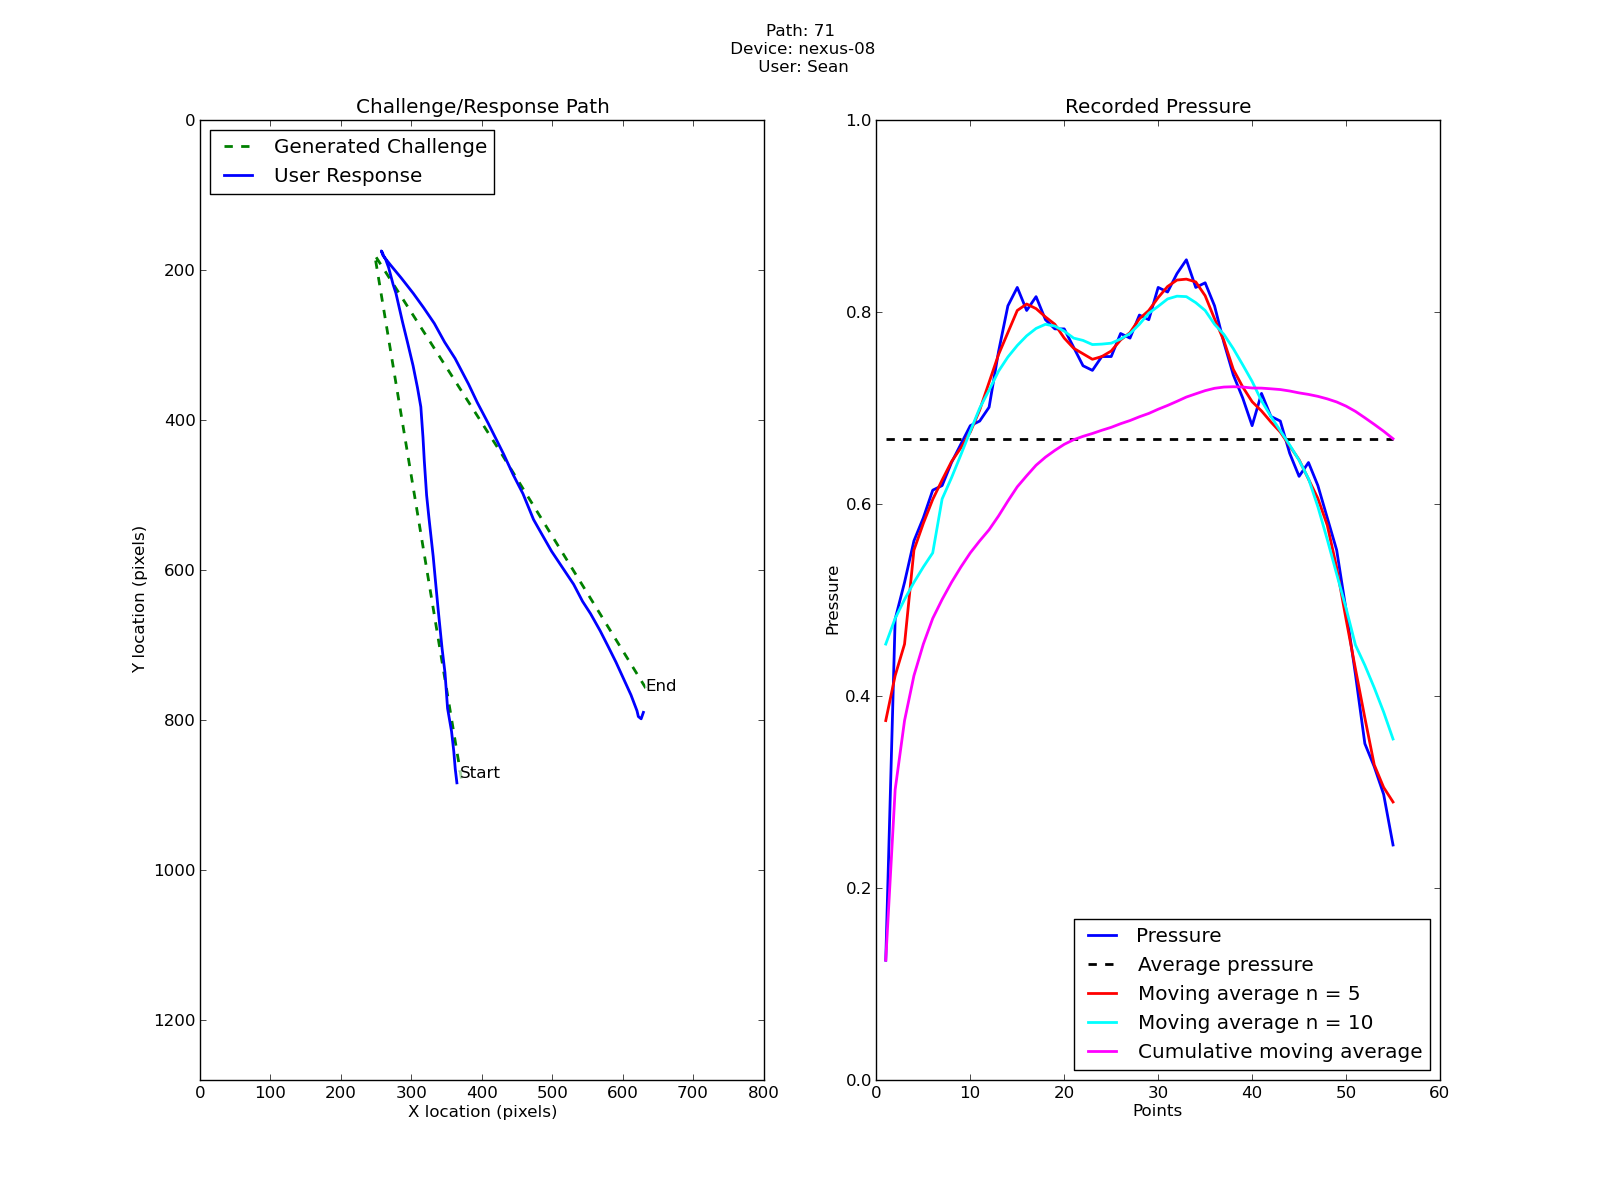 Path: 71
Device: nexus-08
User: Sean
Challenge/Response Path
Generated Challenge
User Response
0
200
400
600
800
1000
1200
Y location (pixels)
End
Start
0 100 200 300 400 500 600 700 800
X location (pixels)
Recorded Pressure
1.0
0.8
0.6
0.4
0.2
0.0
Pressure
Pressure
Average pressure
Moving average n = 5
Moving average n = 10
Cumulative moving average
0 10 20 30 40 50 60
Points